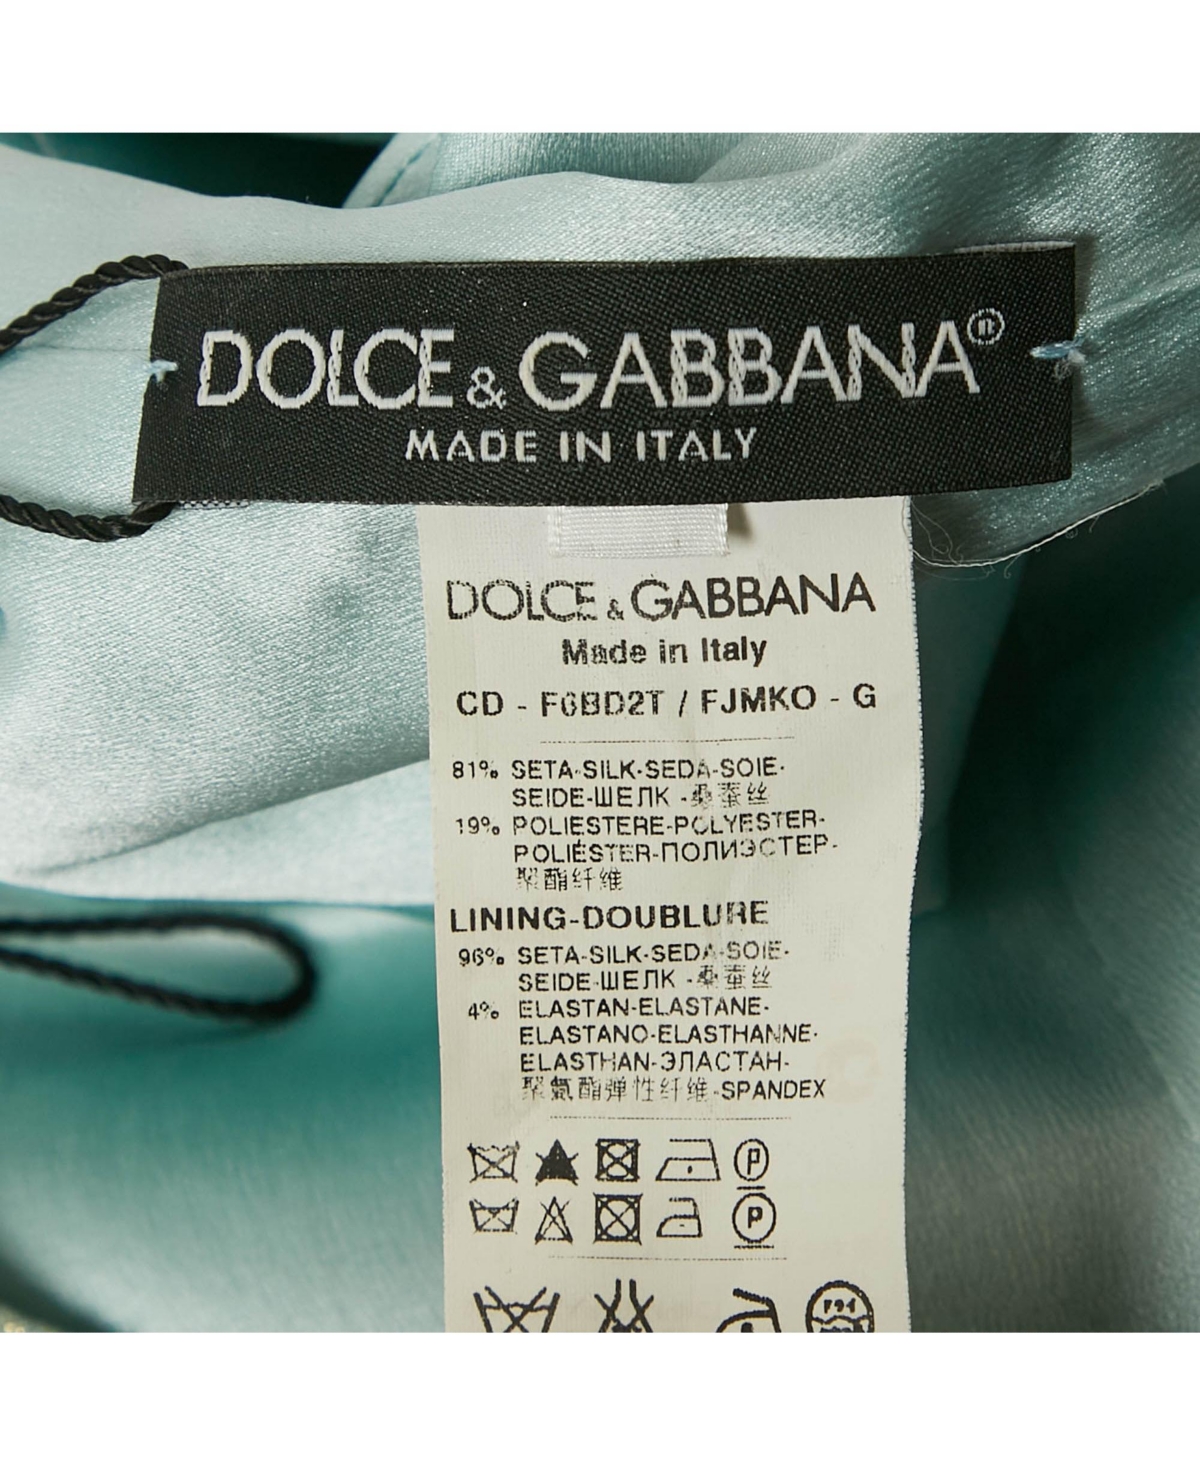 DOLCE & GABBANA®
MADE IN ITALY
DOLCE & GABBANA
Made in Italy
CD - F6BD2T / FJMKO - G
81% SETA-SILK-SEDA-SOIE-
SEIDE-ШЕЛК -桑蚕丝
19% POLIESTERE-POLYESTER-
POLIÉSTER-ПОЛИЭСТЕР-
聚酯纤维
LINING-DOUBLURE
96% SETA-SILK-SEDA-SOIE-
SEIDE-ШЕЛК -桑蚕丝
4% ELASTAN-ELASTANE-
ELASTANO-ELASTHANNE-
ELASTHAN-ЭЛАСТАН-
聚氨酯弹性纤维-SPANDEX
P
P